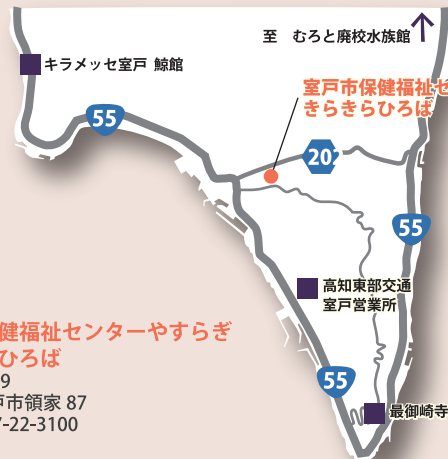 至 むろと廃校水族館
キラメッセ室戸 鯨館
室戸市保健福祉セ
きらきらひろば
55
20
55
高知東部交通
室戸営業所
55
最御崎寺
健福祉センターやすらぎ
ひろば
9
戸市領家 87
7-22-3100